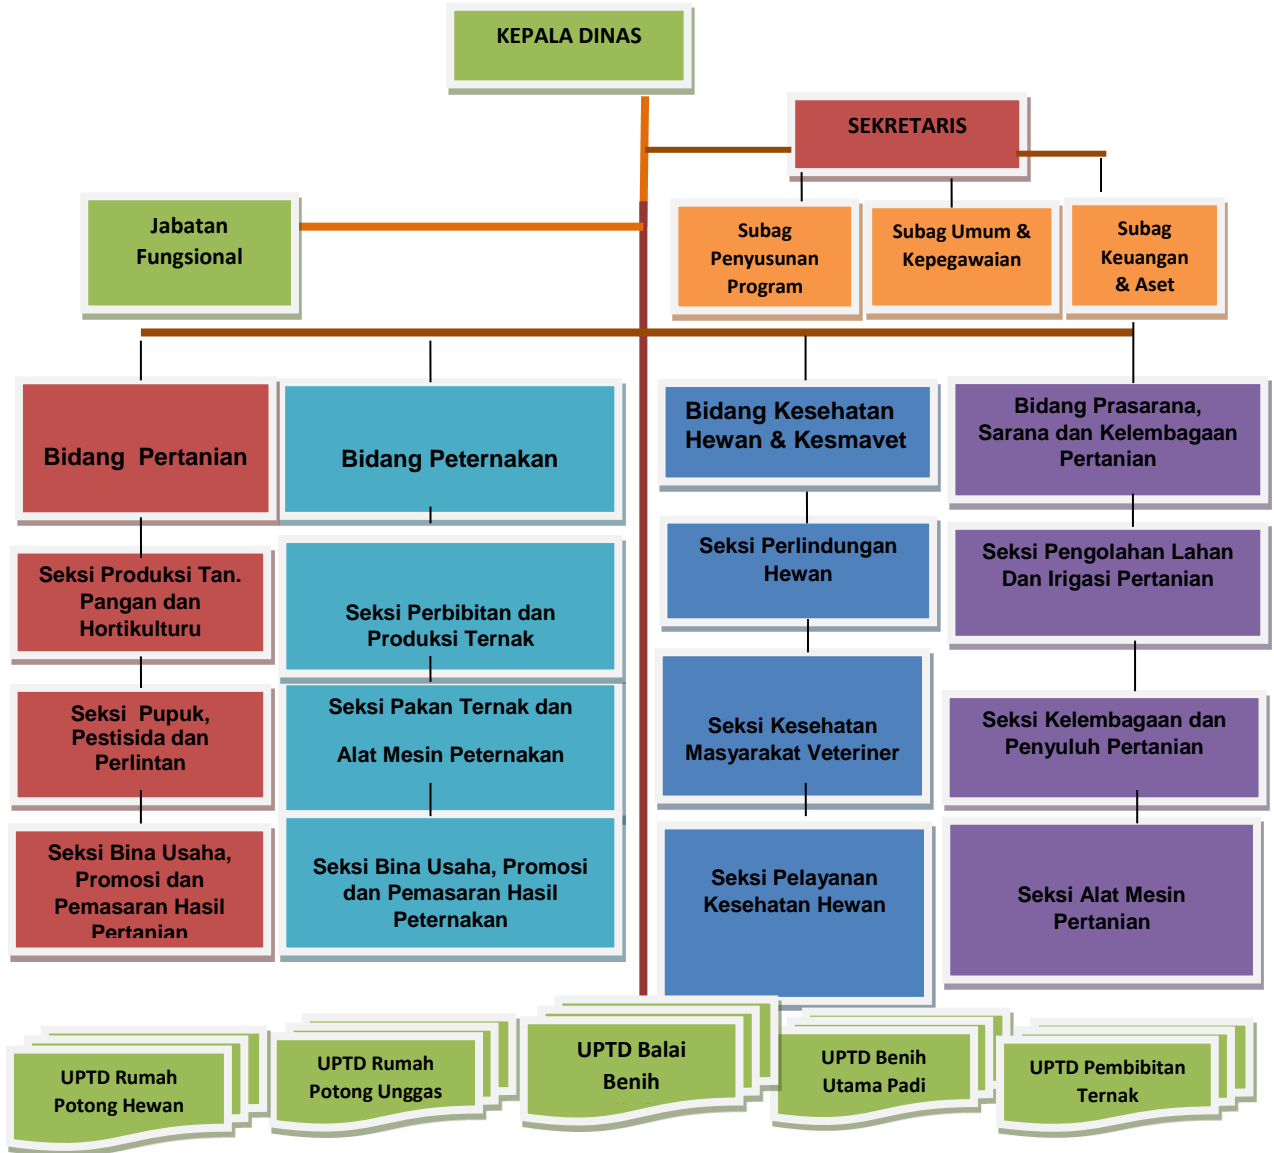 KEPALA DINAS
SEKRETARIS
Jabatan
Fungsional
Subag
Penyusunan
Program
Subag Umum &
Kepegawaian
Subag
Keuangan
& Aset
Bidang Pertanian
Bidang Peternakan
Bidang Kesehatan
Hewan & Kesmavet
Bidang Prasarana,
Sarana dan Kelembagaan
Pertanian
Seksi Produksi Tan.
Pangan dan
Hortikulturu
Seksi Perbibitan dan
Produksi Ternak
Seksi Perlindungan
Hewan
Seksi Pengolahan Lahan
Dan Irigasi Pertanian
Seksi Pupuk,
Pestisida dan
Perlintan
Seksi Pakan Ternak dan
Alat Mesin Peternakan
Seksi Kesehatan
Masyarakat Veteriner
Seksi Kelembagaan dan
Penyuluh Pertanian
Seksi Bina Usaha,
Promosi dan
Pemasaran Hasil
Pertanian
Seksi Bina Usaha, Promosi
dan Pemasaran Hasil
Peternakan
Seksi Pelayanan
Kesehatan Hewan
Seksi Alat Mesin
Pertanian
UPTD Rumah
Potong Hewan
UPTD Rumah
Potong Unggas
UPTD Balai
Benih
UPTD Benih
Utama Padi
UPTD Pembibitan
Ternak